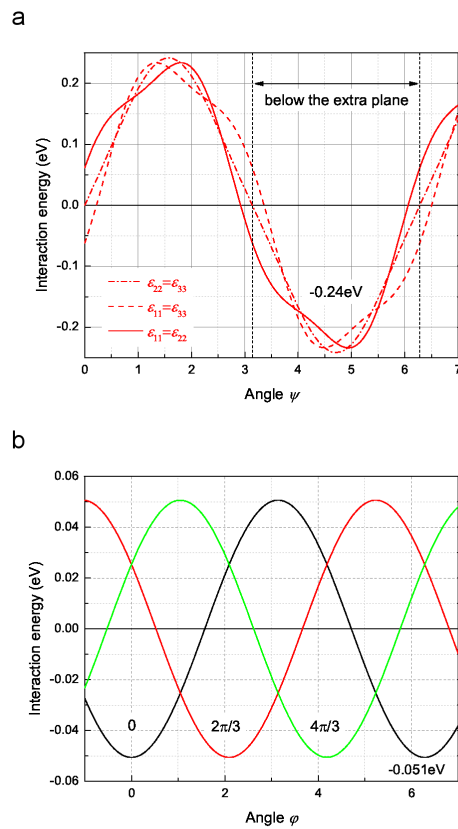 a
Interaction energy (eV)
0.2
0.1
0.0
-0.1
-0.2
below the extra plane
-0.24eV
ε22=ε33
ε11=ε33
ε11=ε22
0 1 2 3 4 5 6 7
Angle ψ
b
Interaction energy (eV)
0.06
0.04
0.02
0.00
-0.02
-0.04
-0.06
0 2π/3 4π/3
-0.051eV
0 2 4 6
Angle φ